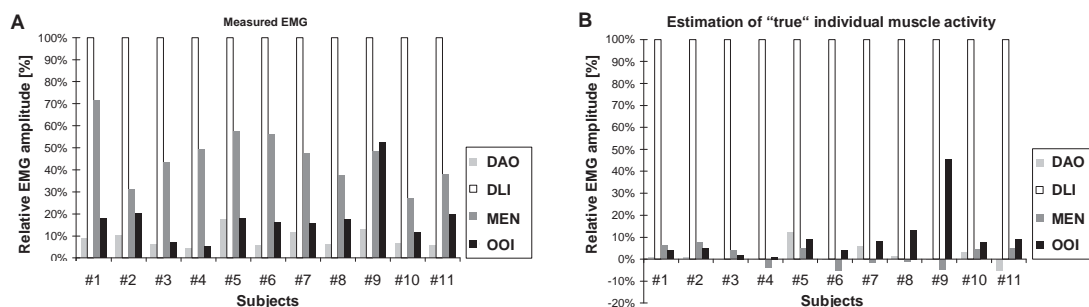 A
Measured EMG
Relative EMG amplitude [%]
100%
90%
80%
70%
60%
50%
40%
30%
20%
10%
0%
#1 #2 #3 #4 #5 #6 #7 #8 #9 #10 #11
Subjects
DAO
DLI
MEN
OOI
B
Estimation of “true“ individual muscle activity
Relative EMG amplitude [%]
100%
90%
80%
70%
60%
50%
40%
30%
20%
10%
0%
-10%
-20%
#1 #2 #3 #4 #5 #6 #7 #8 #9 #10 #11
Subjects
DAO
DLI
MEN
OOI